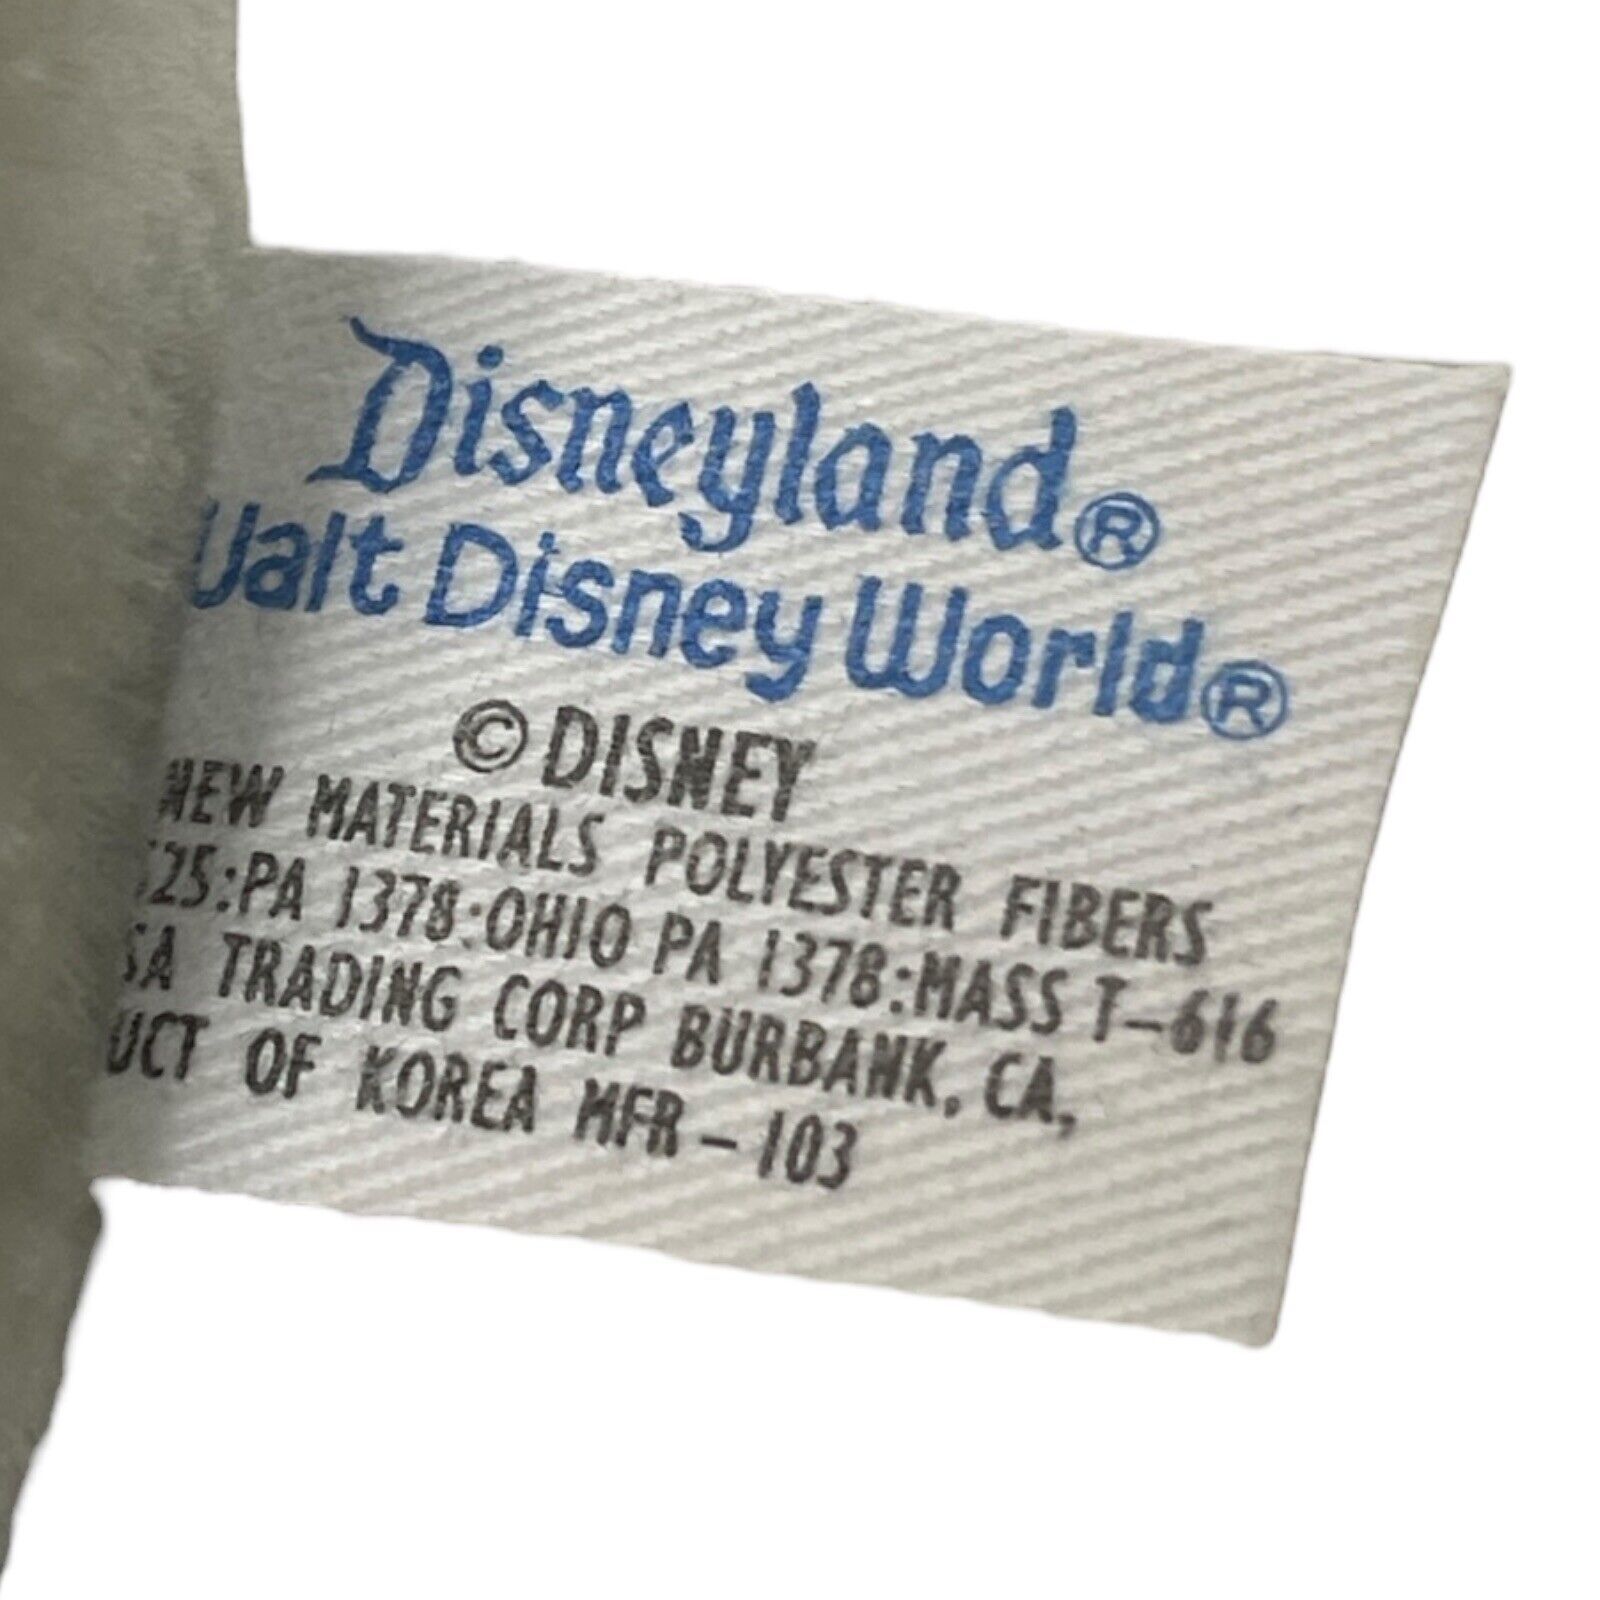 Disneyland®
Walt Disney World®
© DISNEY
NEW MATERIALS POLYESTER FIBERS
25:PA 1378:OHIO PA 1378:MASS T-616
SA TRADING CORP BURBANK, CA,
UCT OF KOREA MFR-103